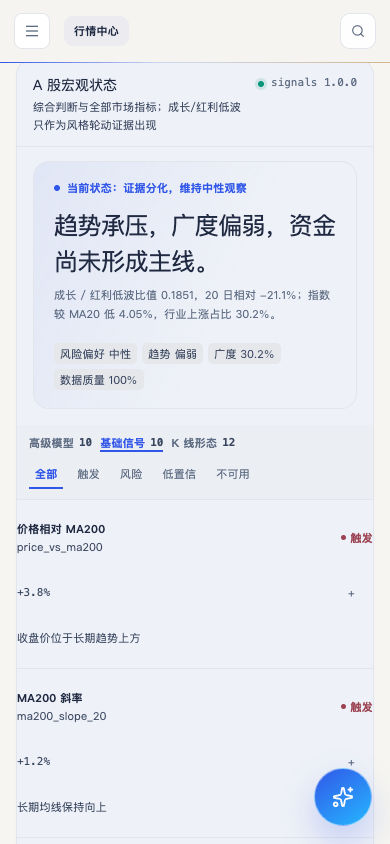 行情中心
A 股宏观状态
signals 1.0.0
综合判断与全部市场指标；成长/红利低波
只作为风格轮动证据出现
当前状态：证据分化，维持中性观察
趋势承压，广度偏弱，资金
尚未形成主线。
成长 / 红利低波比值 0.1851，20 日相对 −21.1%；指数
较 MA20 低 4.05%，行业上涨占比 30.2%。
风险偏好 中性 趋势 偏弱 广度 30.2%
数据质量 100%
高级模型 10 基础信号 10 K 线形态 12
全部 触发 风险 低置信 不可用
价格相对 MA200
price_vs_ma200
触发
+3.8% +
收盘价位于长期趋势上方
MA200 斜率
ma200_slope_20
触发
+1.2% +
长期均线保持向上